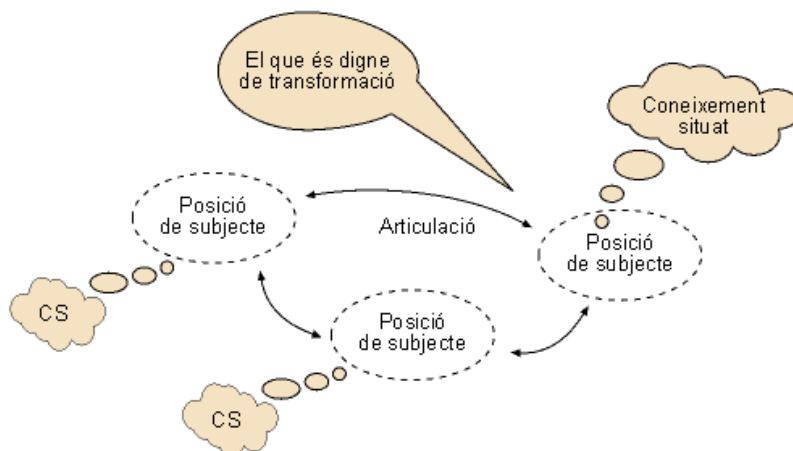 El que és digne
de transformació
Coneixement
situat
Posició
de subjecte
Articulació
Posició
de subjecte
CS
Posició
de subjecte
CS